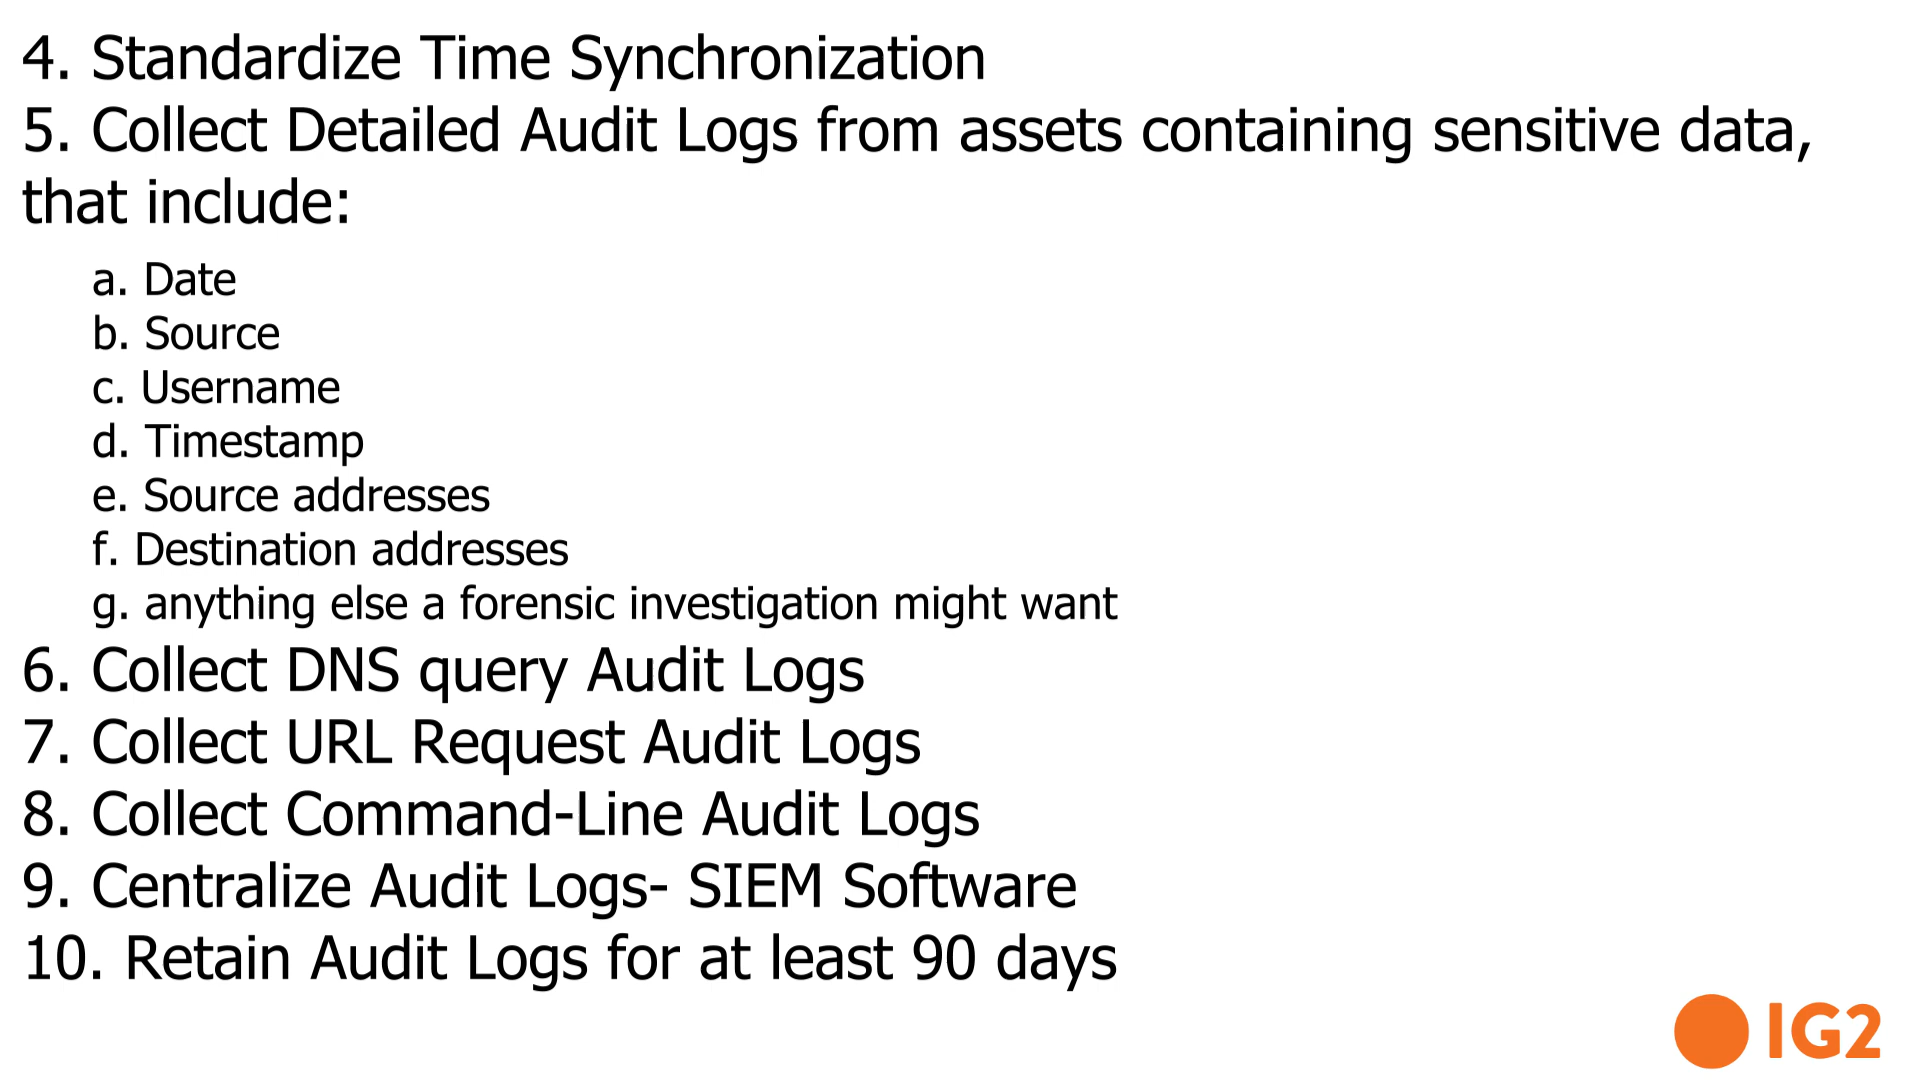 4. Standardize Time Synchronization
5. Collect Detailed Audit Logs from assets containing sensitive data,
that include:
a. Date
b. Source
c. Username
d. Timestamp
e. Source addresses
f. Destination addresses
g. anything else a forensic investigation might want
6. Collect DNS query Audit Logs
7. Collect URL Request Audit Logs
8. Collect Command-Line Audit Logs
9. Centralize Audit Logs- SIEM Software
10. Retain Audit Logs for at least 90 days
IG2